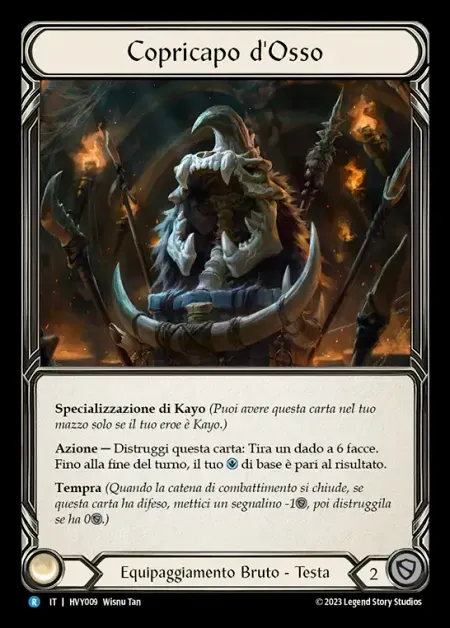 Copricapo d'Osso
Specializzazione di Kayo (Puoi avere questa carta nel tuo
mazzo solo se il tuo eroe è Kayo.)
Azione — Distruggi questa carta: Tira un dado a 6 facce.
Fino alla fine del turno, il tuo di base è pari al risultato.
Tempra (Quando la catena di combattimento si chiude, se
questa carta ha difeso, mettici un segnalino -1, poi distruggila
se ha 0.)
Equipaggiamento Bruto - Testa
2
R IT | HVY009 Wisnu Tan
© 2023 Legend Story Studios